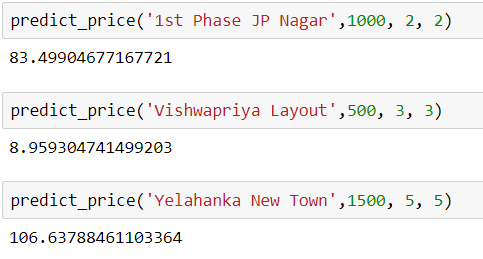 predict_price('1st Phase JP Nagar',1000, 2, 2)
83.49904677167721
predict_price('Vishwapriya Layout',500, 3, 3)
8.959304741499203
predict_price('Yelahanka New Town',1500, 5, 5)
106.63788461103364